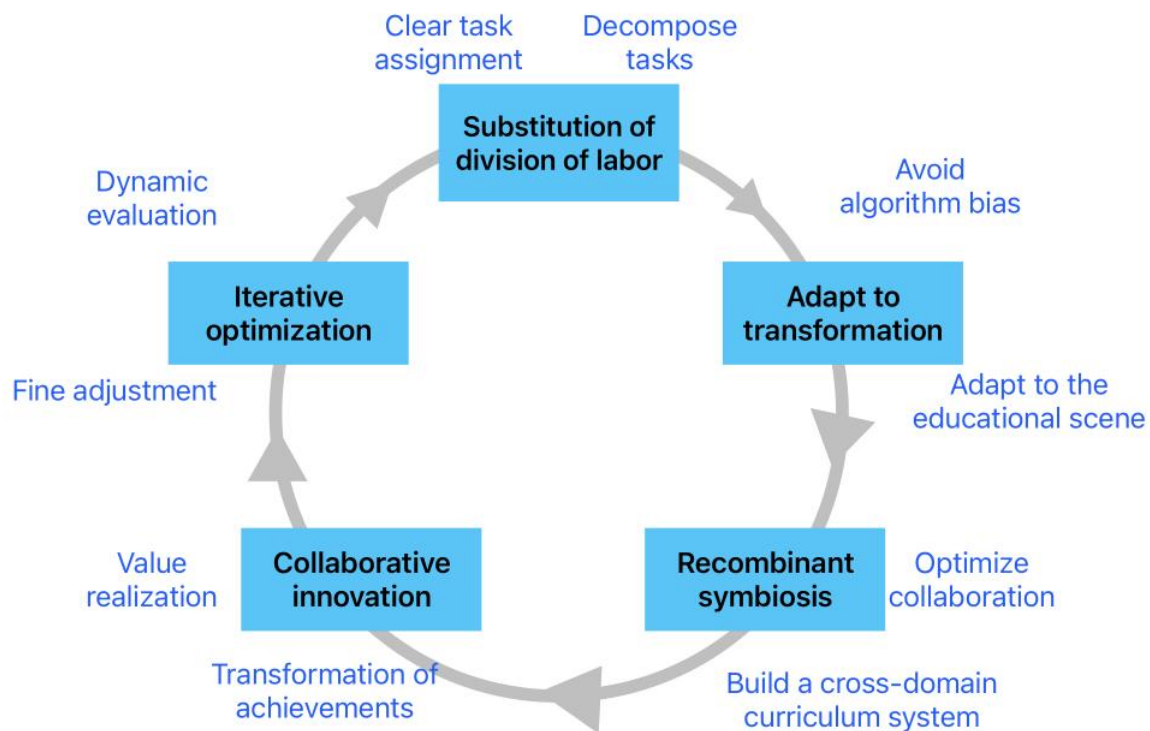 Clear task
assignment
Decompose
tasks
Substitution of
division of labor
Dynamic
evaluation
Avoid
algorithm bias
Iterative
optimization
Adapt to
transformation
Fine adjustment
Adapt to the
educational scene
Value
realization
Collaborative
innovation
Recombinant
symbiosis
Optimize
collaboration
Transformation of
achievements
Build a cross-domain
curriculum system